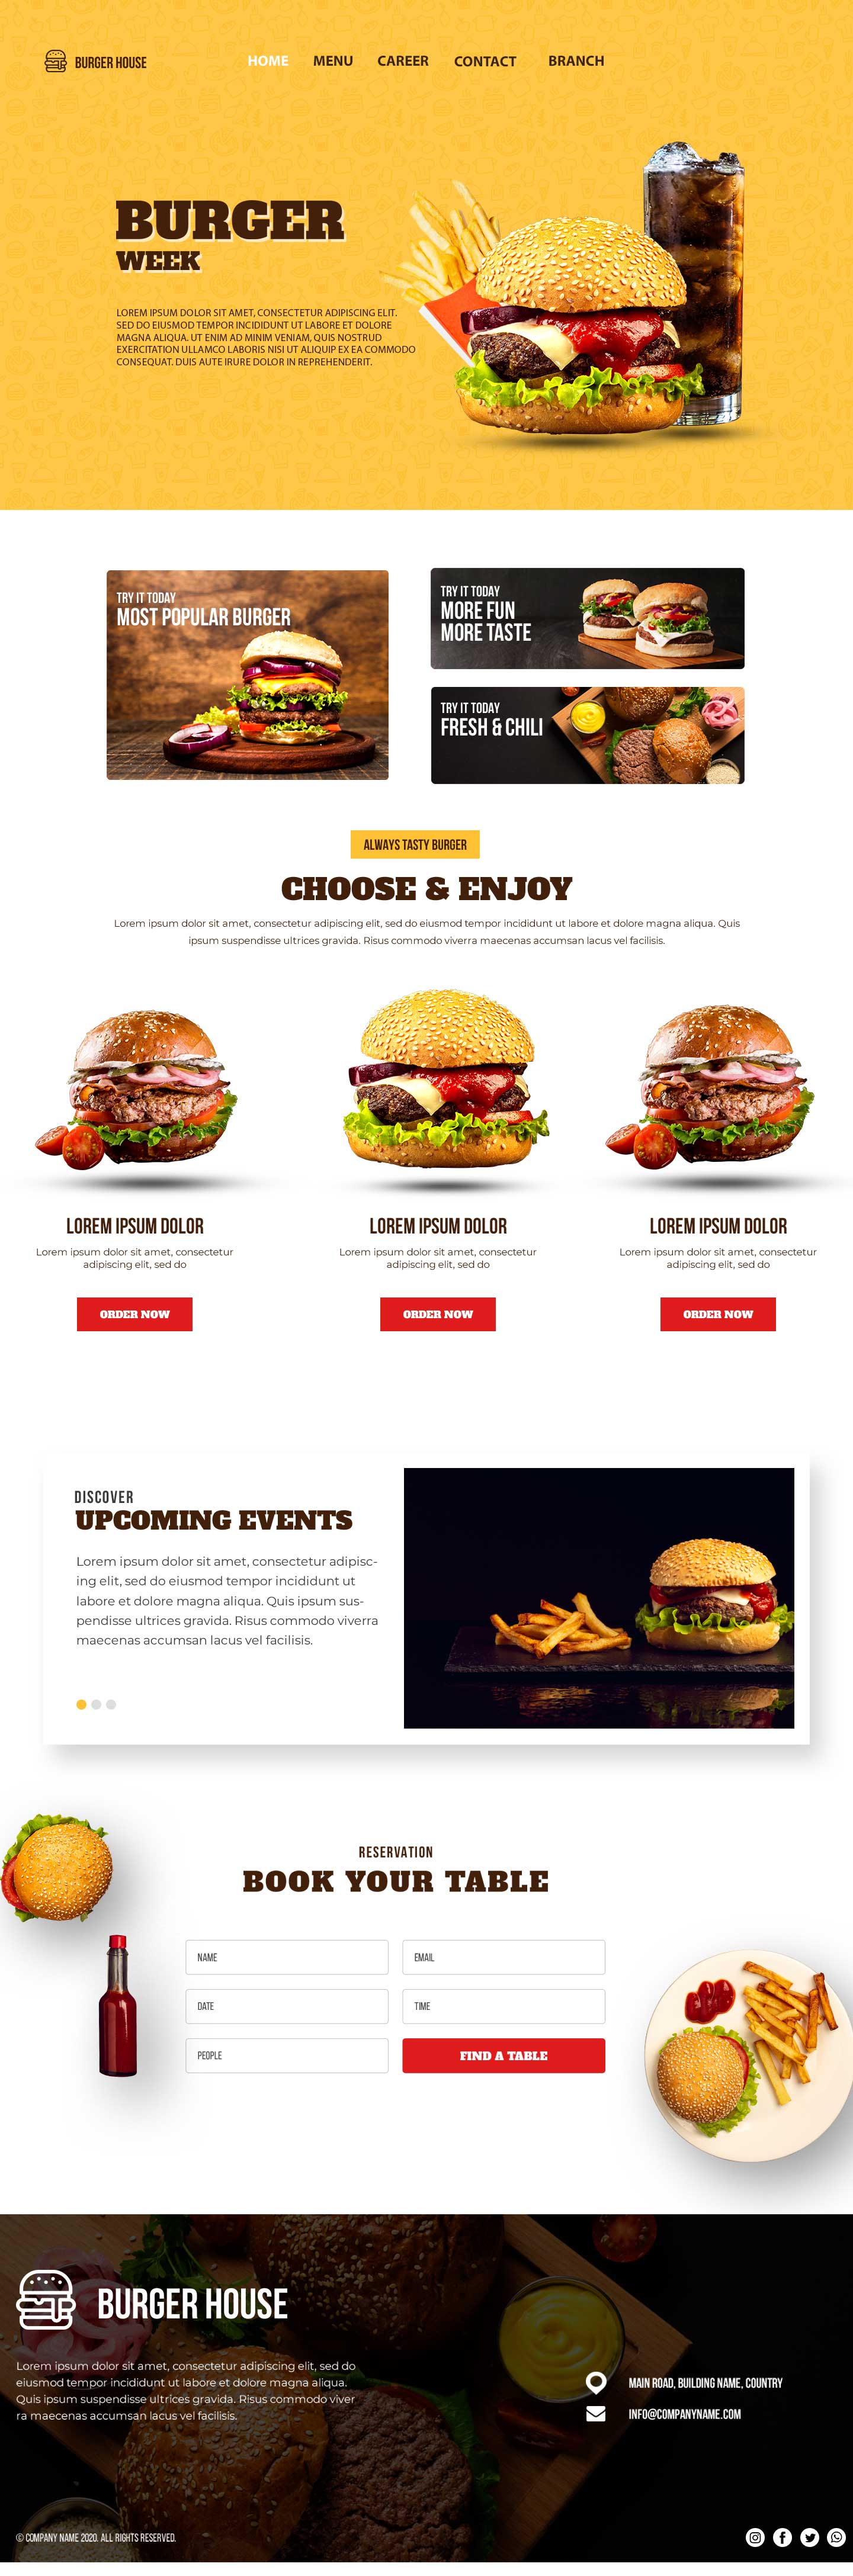 BURGER HOUSE
HOME
MENU
CAREER
CONTACT
BRANCH
BURGER
WEEK
LOREM IPSUM DOLOR SIT AMET, CONSECTETUR ADIPISCING ELIT.
SED DO EIUSMOD TEMPOR INCIDIDUNT UT LABORE ET DOLORE
MAGNA ALIQUA. UT ENIM AD MINIM VENIAM, QUIS NOSTRUD
EXERCITATION ULLAMCO LABORIS NISI UT ALIQUIP EX EA COMMODO
CONSEQUAT. DUIS AUTE IRURE DOLOR IN REPREHENDERIT.
TRY IT TODAY
MOST POPULAR BURGER
TRY IT TODAY
MORE FUN
MORE TASTE
TRY IT TODAY
FRESH & CHILI
ALWAYS TASTY BURGER
CHOOSE & ENJOY
Lorem ipsum dolor sit amet, consectetur adipiscing elit, sed do eiusmod tempor incididunt ut labore et dolore magna aliqua. Quis
ipsum suspendisse ultrices gravida. Risus commodo viverra maecenas accumsan lacus vel facilisis.
LOREM IPSUM DOLOR
Lorem ipsum dolor sit amet, consectetur
adipiscing elit, sed do
ORDER NOW
LOREM IPSUM DOLOR
Lorem ipsum dolor sit amet, consectetur
adipiscing elit, sed do
ORDER NOW
LOREM IPSUM DOLOR
Lorem ipsum dolor sit amet, consectetur
adipiscing elit, sed do
ORDER NOW
DISCOVER
UPCOMING EVENTS
Lorem ipsum dolor sit amet, consectetur adipisc-
ing elit, sed do eiusmod tempor incididunt ut
labore et dolore magna aliqua. Quis ipsum sus-
pendisse ultrices gravida. Risus commodo viverra
maecenas accumsan lacus vel facilisis.
RESERVATION
BOOK YOUR TABLE
NAME
EMAIL
DATE
TIME
PEOPLE
FIND A TABLE
BURGER HOUSE
Lorem ipsum dolor sit amet, consectetur adipiscing elit, sed do
eiusmod tempor incididunt ut labore et dolore magna aliqua.
Quis ipsum suspendisse ultrices gravida. Risus commodo viver
ra maecenas accumsan lacus vel facilisis.
MAIN ROAD, BUILDING NAME, COUNTRY
INFO@COMPANYNAME.COM
© COMPANY NAME 2020. ALL RIGHTS RESERVED.